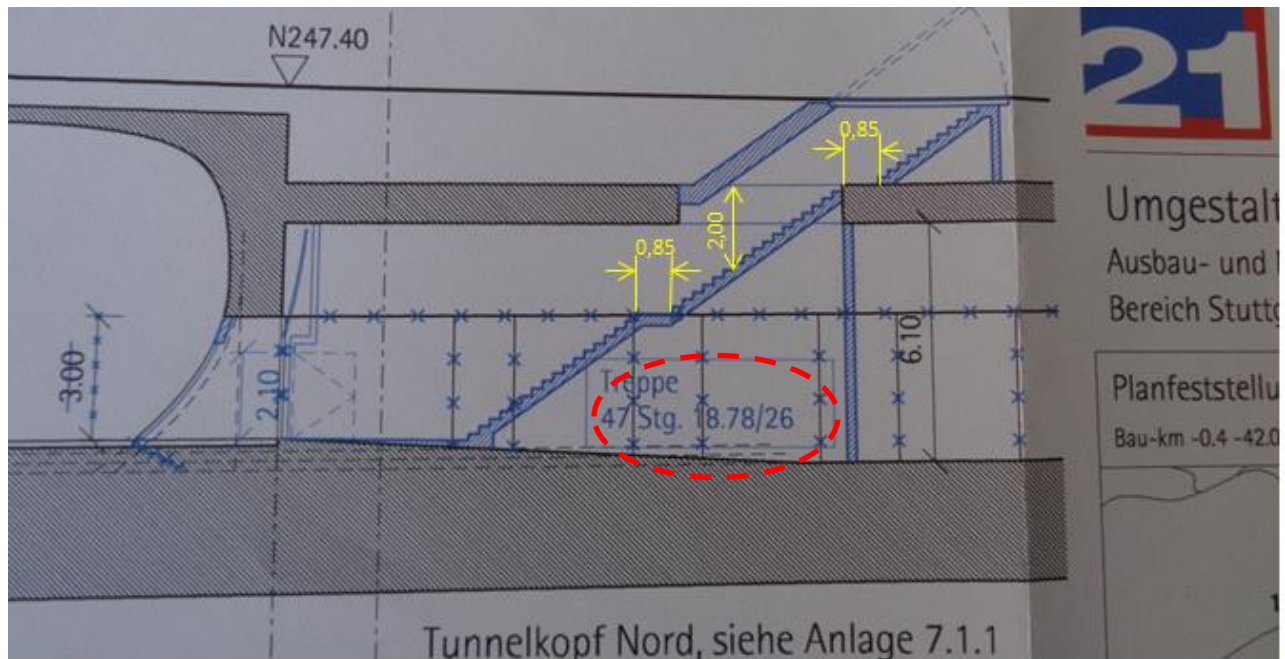 N247.40
21
0,85
0,85
2,00
Umgestalt
Ausbau- und
Bereich Stuttg
3.00
2.10
6.10
Treppe
47 Stg. 18.78/26
Planfeststellu
Bau-km -0.4 -42.0
1
Tunnelkopf Nord, siehe Anlage 7.1.1